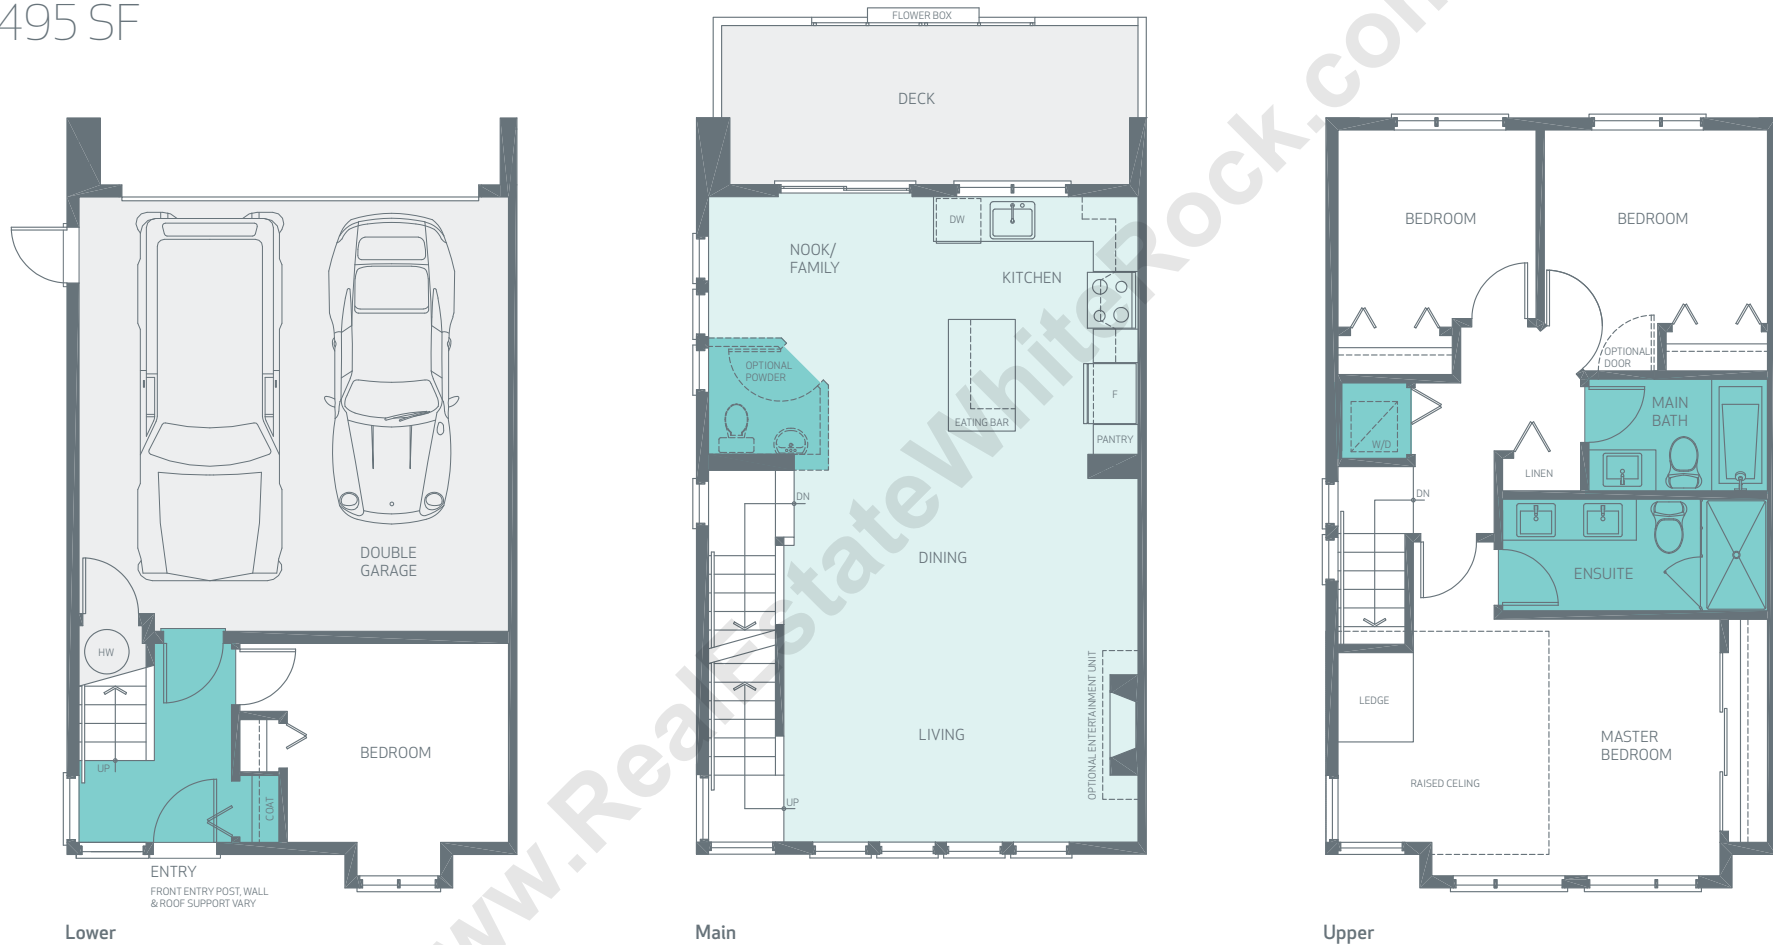 495 SF
DOUBLE
GARAGE
HW
UP
BEDROOM
COAT
ENTRY
FRONT ENTRY POST, WALL
& ROOF SUPPORT VARY
Lower
FLOWER BOX
DECK
NOOK/
FAMILY
DW
KITCHEN
OPTIONAL
POWDER
EATING BAR
F
PANTRY
DN
DINING
LIVING
OPTIONAL ENTERTAINMENT UNIT
UP
Main
BEDROOM
BEDROOM
OPTIONAL
DOOR
MAIN
BATH
W/D
LINEN
DN
ENSUITE
LEDGE
MASTER
BEDROOM
RAISED CELING
Upper
www.RealEstateWhiteRock.com